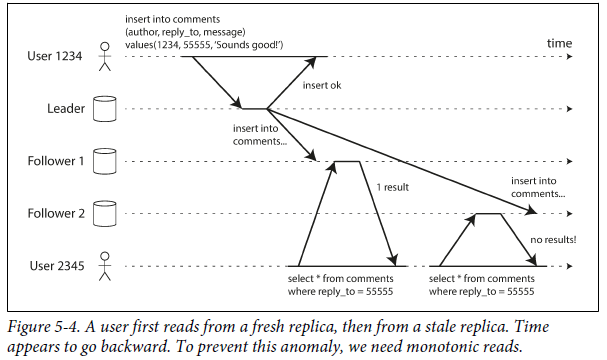 insert into comments
(author, reply_to, message)
values(1234, 55555, 'Sounds good!')
time
User 1234
insert ok
Leader
insert into
comments...
Follower 1
1 result
insert into
comments...
Follower 2
no results!
User 2345
select * from comments
where reply_to = 55555
select * from comments
where reply_to = 55555
Figure 5-4. A user first reads from a fresh replica, then from a stale replica. Time
appears to go backward. To prevent this anomaly, we need monotonic reads.